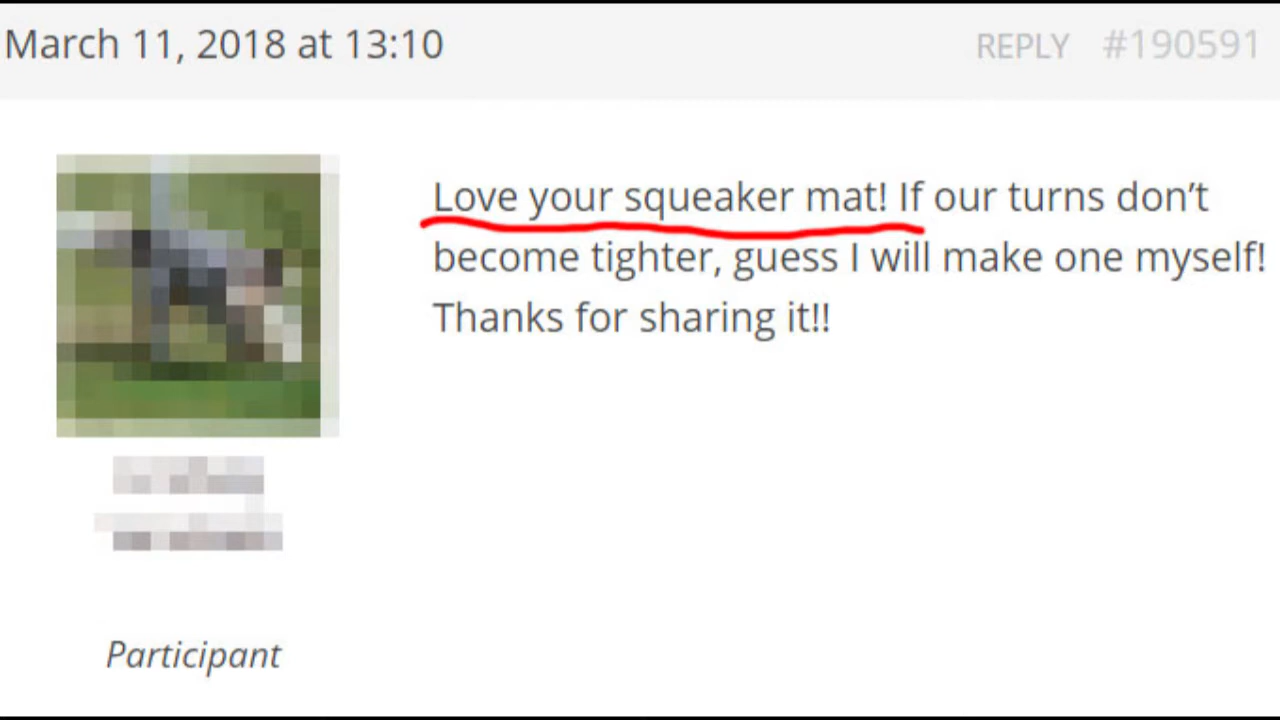 March 11, 2018 at 13:10 REPLY #190591
Love your squeaker mat! If our turns don’t
become tighter, guess I will make one myself!
Thanks for sharing it!!
Participant